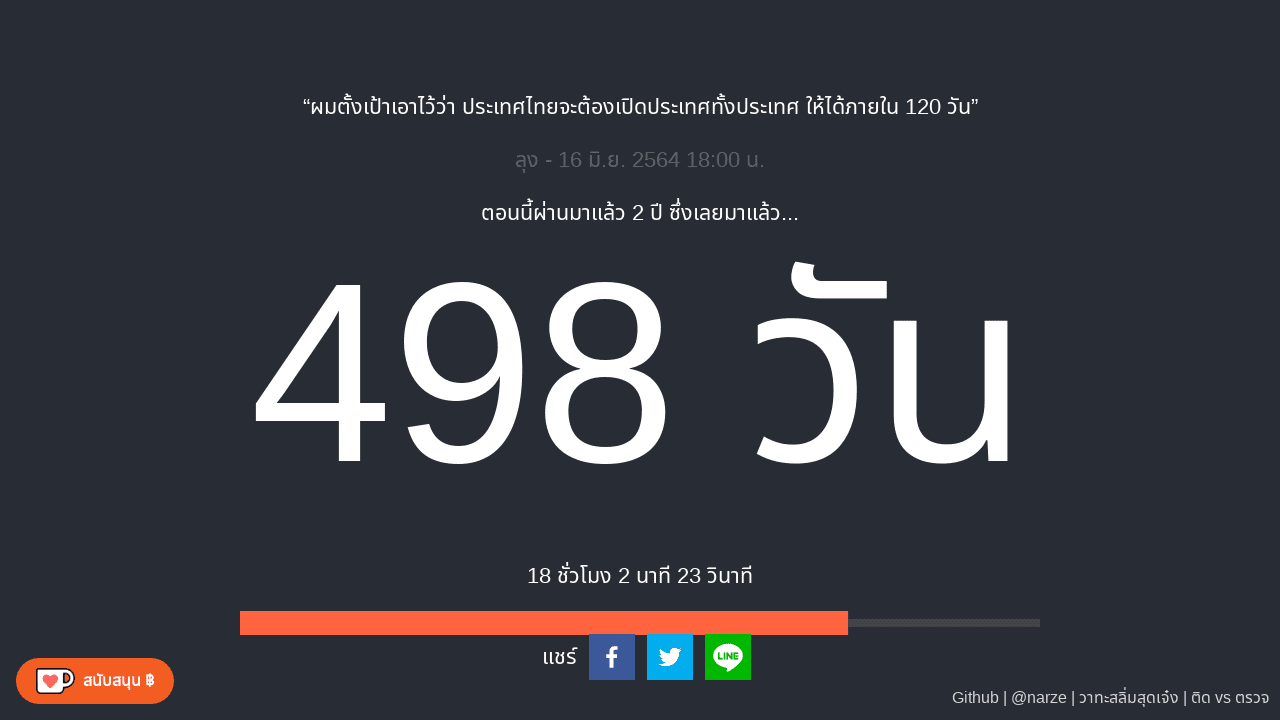 “ผมตั้งเป้าเอาไว้ว่า ประเทศไทยจะต้องเปิดประเทศทั้งประเทศ ให้ได้ภายใน 120 วัน”
ลุง - 16 มิ.ย. 2564 18:00 น.
ตอนนี้ผ่านมาแล้ว 2 ปี ซึ่งเลยมาแล้ว...
498 วัน
18 ชั่วโมง 2 นาที 23 วินาที
แชร์
LINE
สนับสนุน ฿
Github | @narze | วาทะสลิ่มสุดเจ๋ง | ติด vs ตรวจ